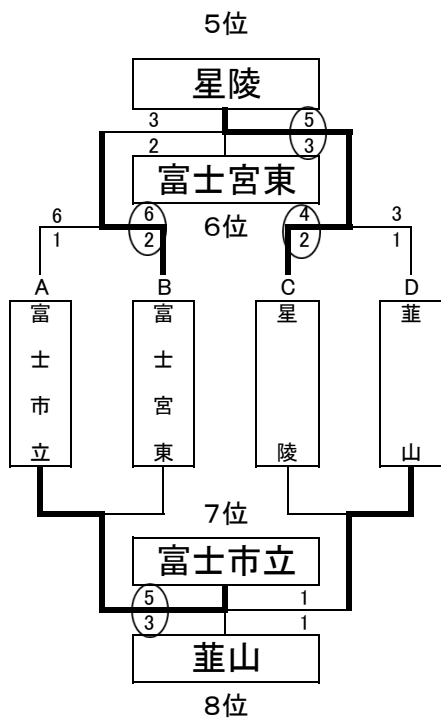 5位
星陵
3 5
2 3
富士宮東
6位
6 6 4 3
1 2 2 1
A B C D
富士市立 富士宮東 星陵 韮山
7位
富士市立
5 1
3 1
韮山
8位